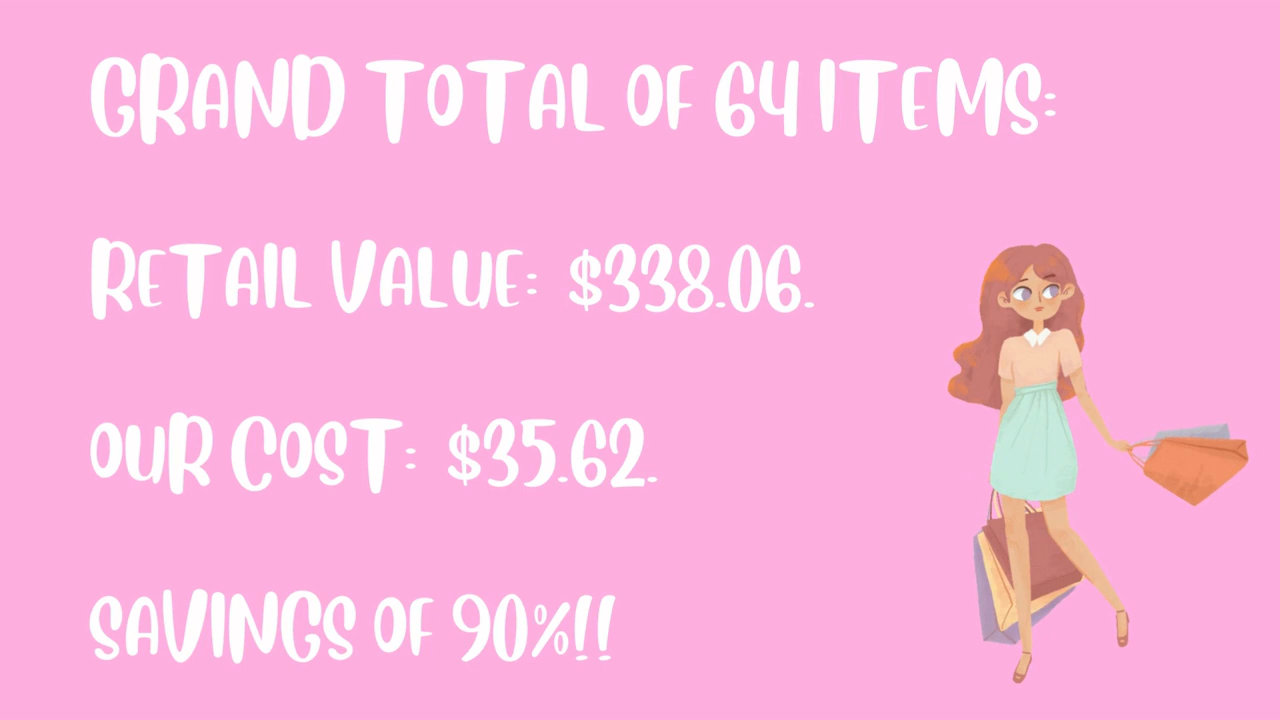 GRAND TOTAL OF 64 ITEMS:
RETAIL VALUE: $338.06.
OUR COST: $35.62.
SAVINGS OF 90%!!